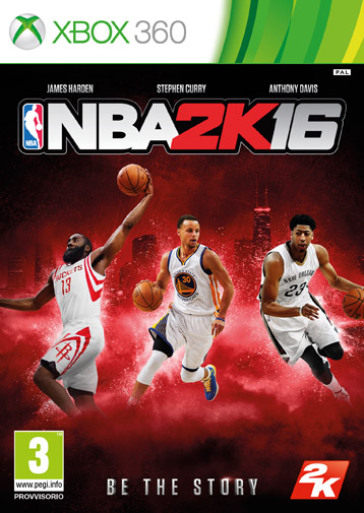 XBOX 360
PAL
JAMES HARDEN STEPHEN CURRY ANTHONY DAVIS
NBA NBA2K16
ROCKETS
13
30
23
3
www.pegi.info
PROVVISORIO
BE THE STORY
2K